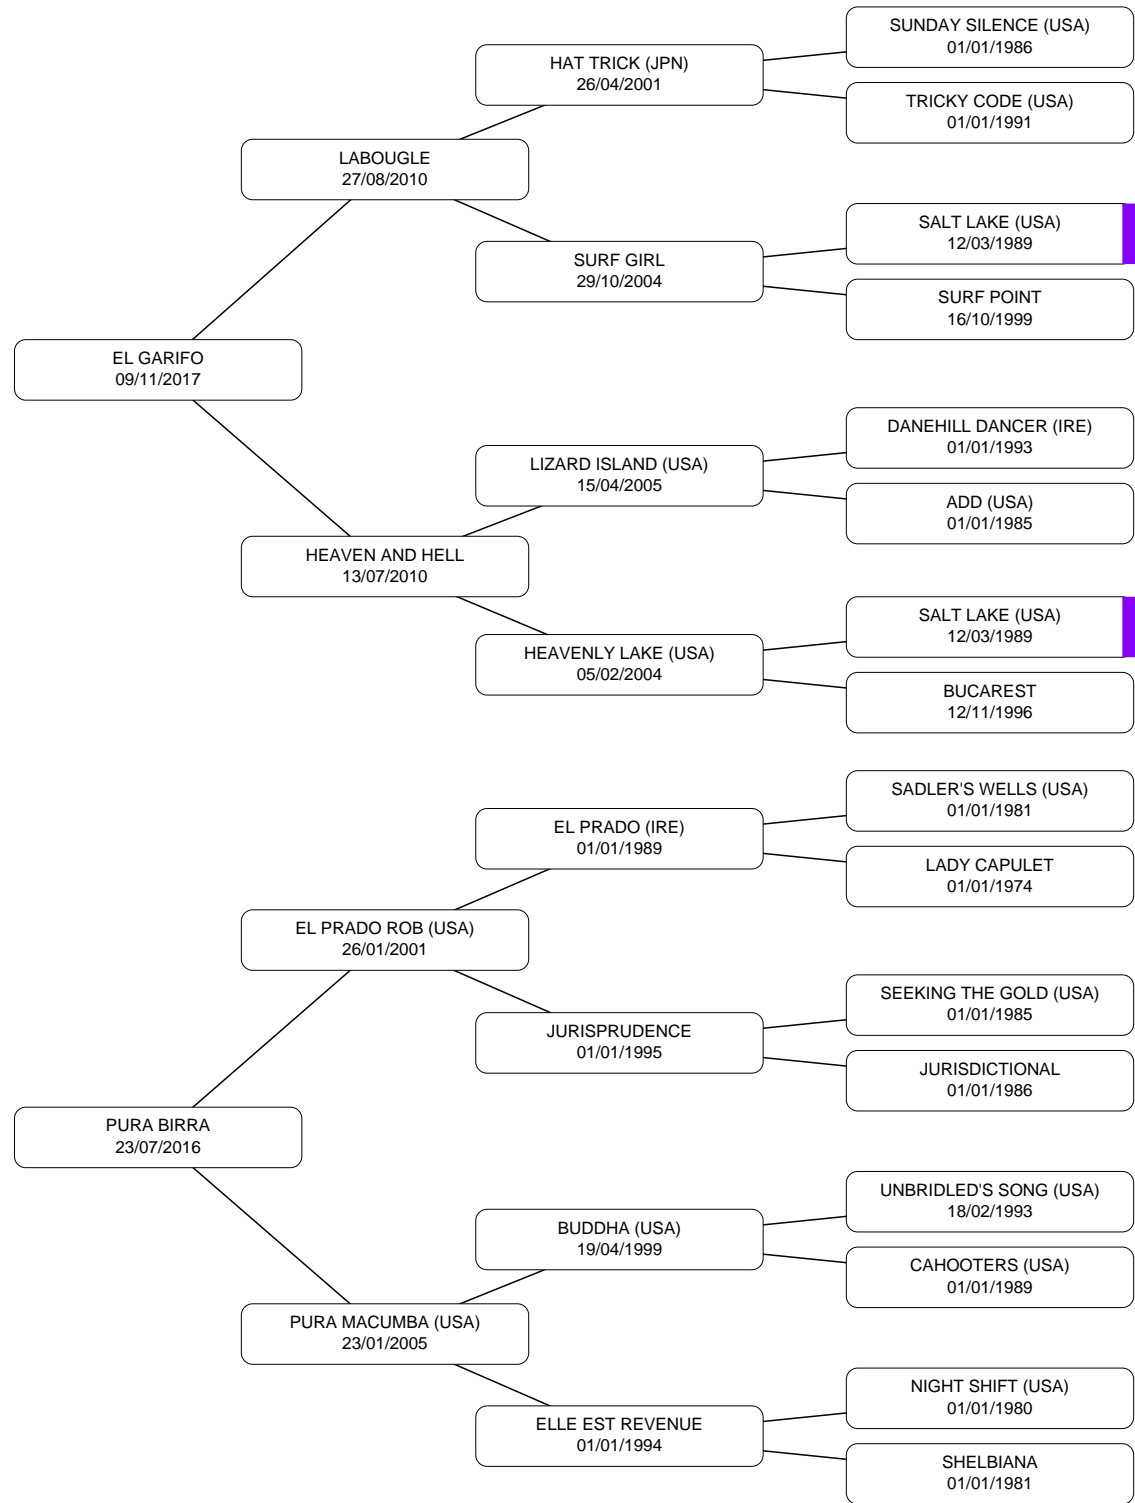 SUNDAY SILENCE (USA)
01/01/1986
HAT TRICK (JPN)
26/04/2001
TRICKY CODE (USA)
01/01/1991
LABOUGLE
27/08/2010
SALT LAKE (USA)
12/03/1989
SURF GIRL
29/10/2004
SURF POINT
16/10/1999
EL GARIFO
09/11/2017
DANEHILL DANCER (IRE)
01/01/1993
LIZARD ISLAND (USA)
15/04/2005
ADD (USA)
01/01/1985
HEAVEN AND HELL
13/07/2010
SALT LAKE (USA)
12/03/1989
HEAVENLY LAKE (USA)
05/02/2004
BUCAREST
12/11/1996
SADLER'S WELLS (USA)
01/01/1981
EL PRADO (IRE)
01/01/1989
LADY CAPULET
01/01/1974
EL PRADO ROB (USA)
26/01/2001
SEEKING THE GOLD (USA)
01/01/1985
JURISPRUDENCE
01/01/1995
JURISDICTIONAL
01/01/1986
PURA BIRRA
23/07/2016
UNBRIDLED'S SONG (USA)
18/02/1993
BUDDHA (USA)
19/04/1999
CAHOOTERS (USA)
01/01/1989
PURA MACUMBA (USA)
23/01/2005
NIGHT SHIFT (USA)
01/01/1980
ELLE EST REVENUE
01/01/1994
SHELBIANA
01/01/1981